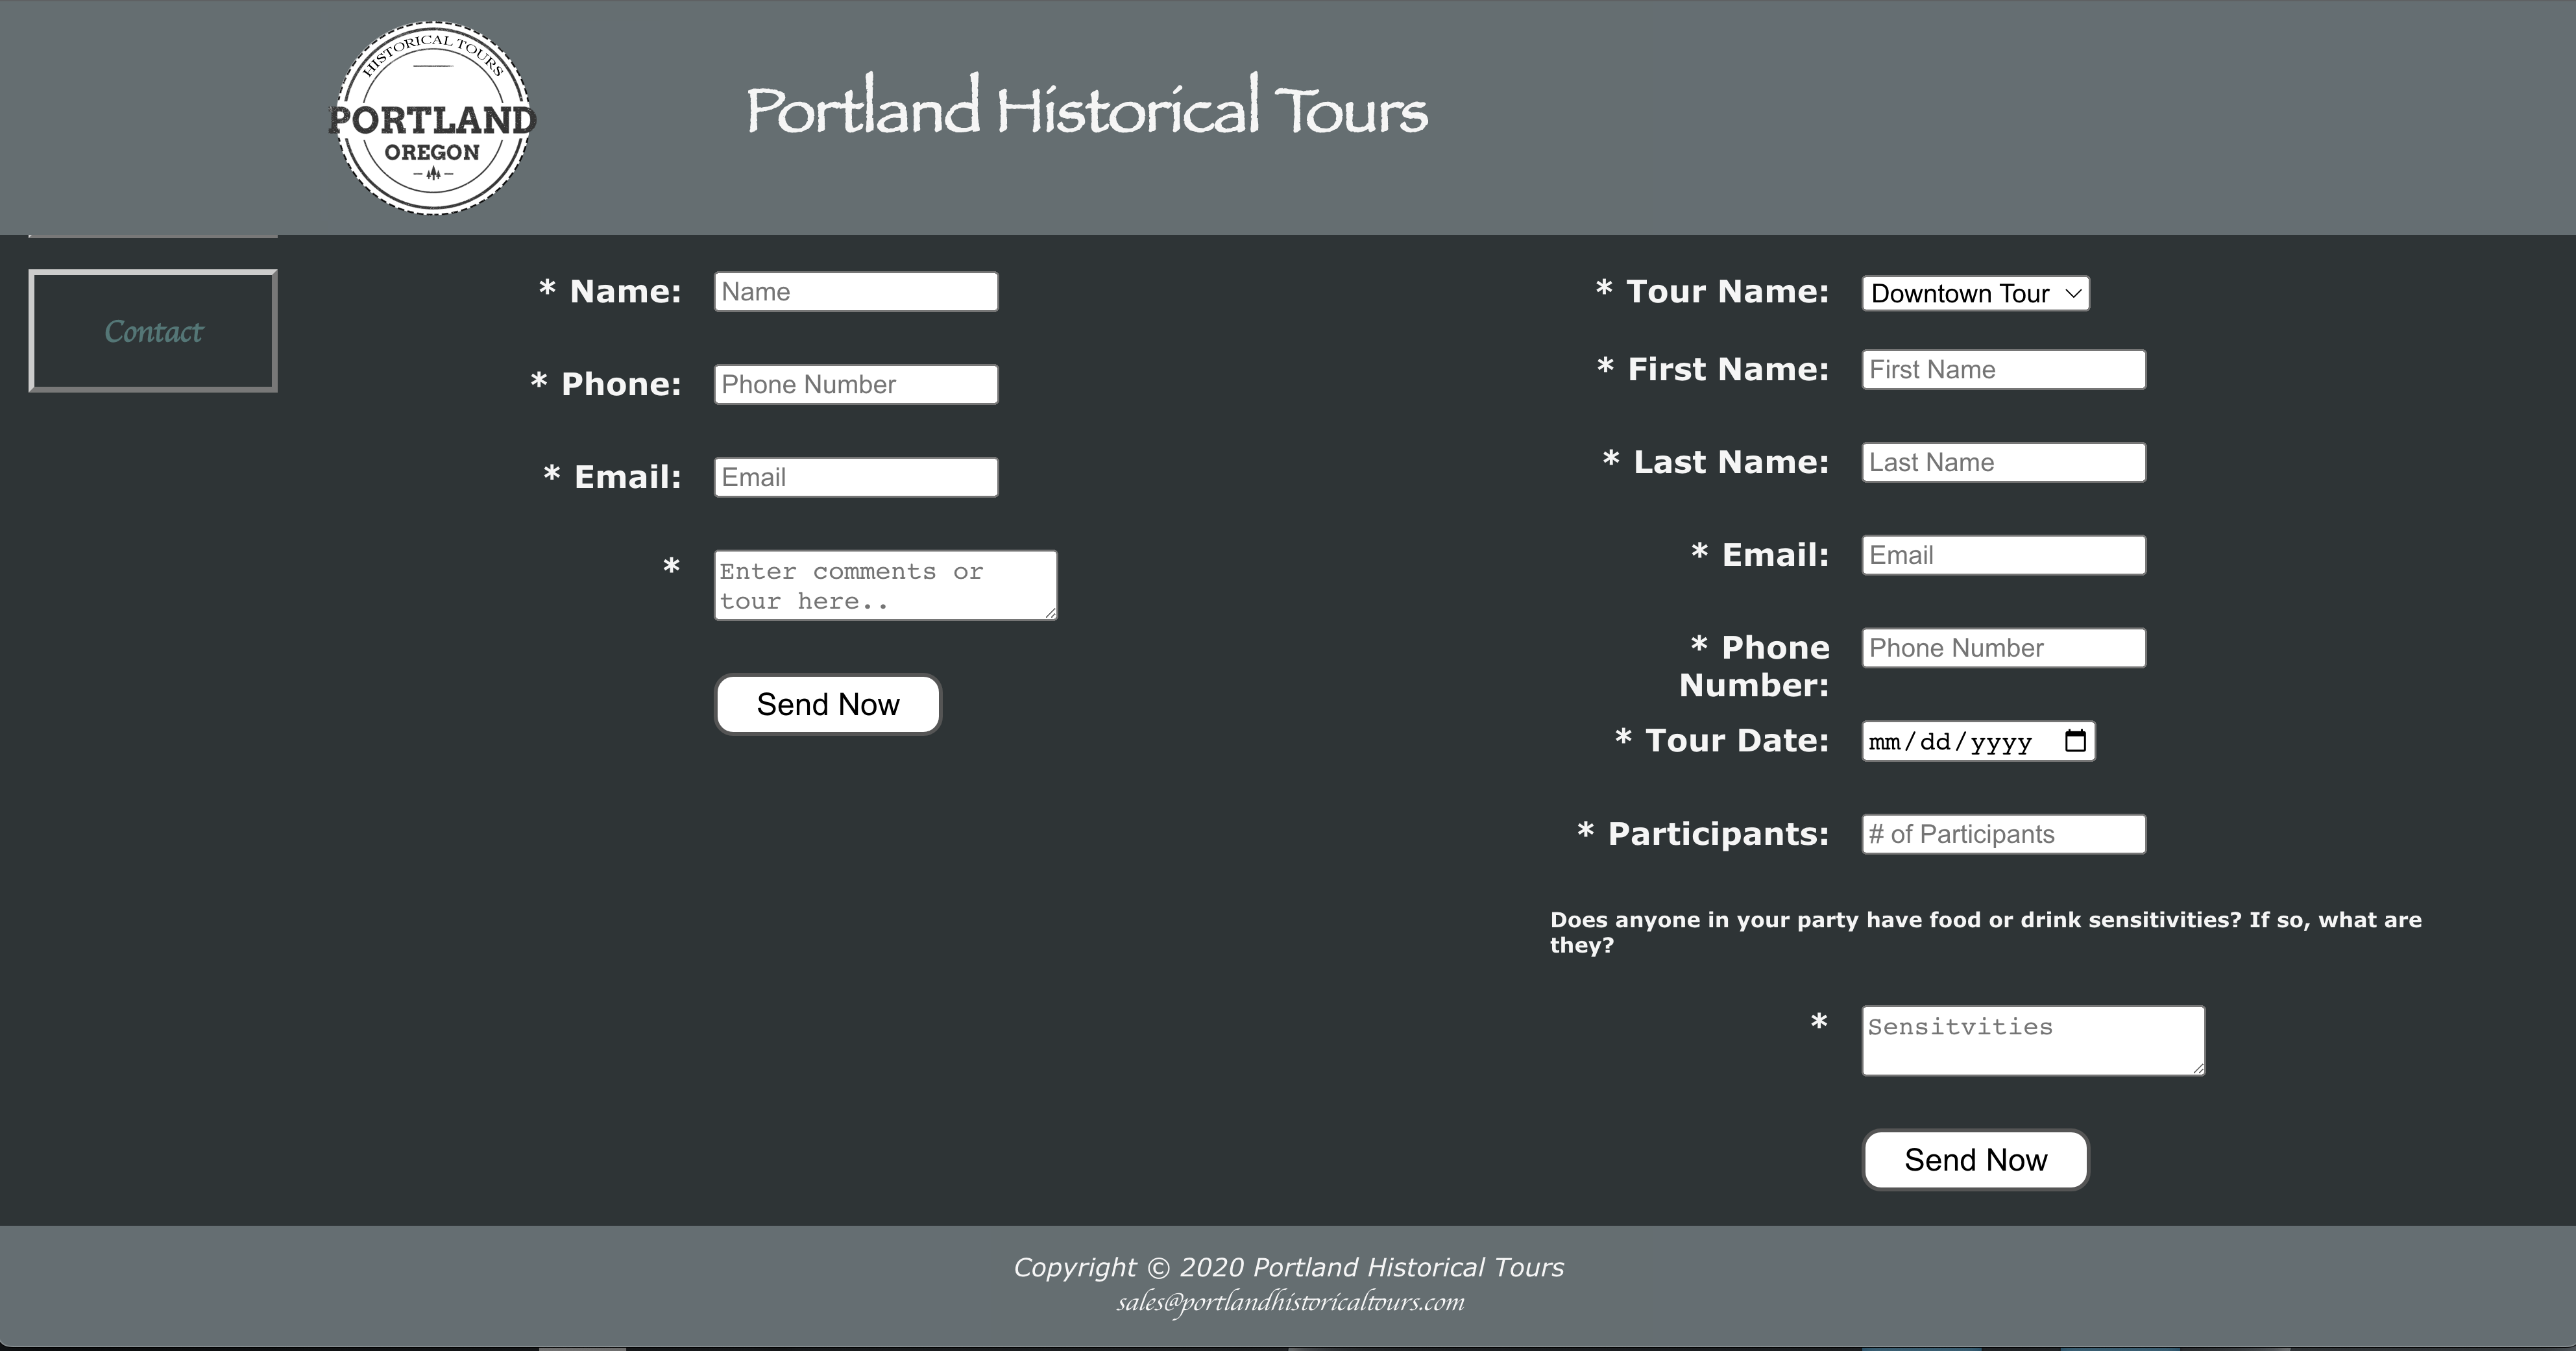 HISTORICAL TOURS
PORTLAND
OREGON
Portland Historical Tours
Contact
* Name:
Name
* Phone:
Phone Number
* Email:
Email
*
Enter comments or
tour here..
Send Now
* Tour Name:
Downtown Tour
* First Name:
First Name
* Last Name:
Last Name
* Email:
Email
* Phone
Number:
Phone Number
* Tour Date:
mm/dd/yyyy
* Participants:
# of Participants
Does anyone in your party have food or drink sensitivities? If so, what are
they?
*
Sensitvities
Send Now
Copyright © 2020 Portland Historical Tours
sales@portlandhistoricaltours.com